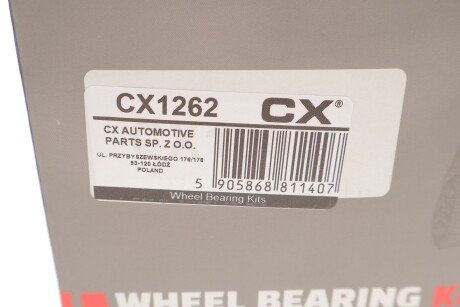 CX1262 CX®
CX AUTOMOTIVE
PARTS SP. Z O.O.
UL. PRZYBYSZEWSKIEGO 176/178
93-120 ŁÓDŹ
POLAND
5 905868 811407
Wheel Bearing Kits
WHEEL BEARING K